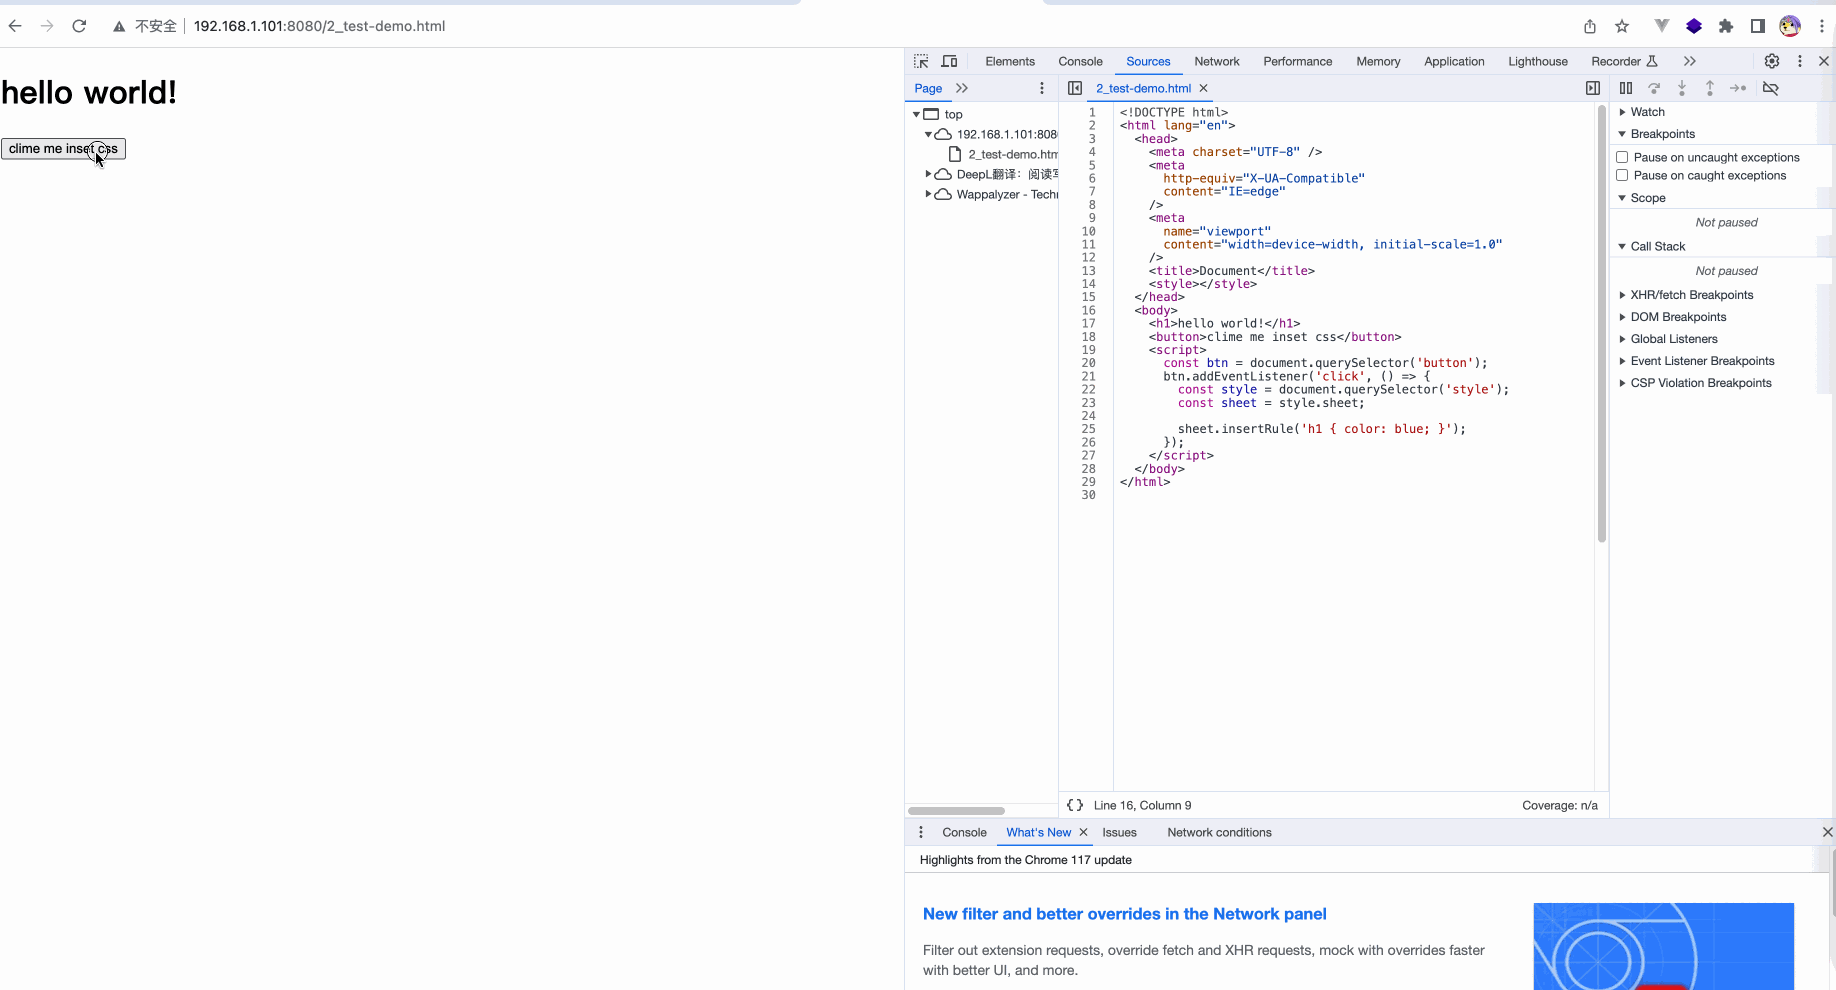 不安全 192.168.1.101:8080/2_test-demo.html
hello world!
clime me inset css
Elements Console Sources Network Performance Memory Application Lighthouse Recorder
Page
2_test-demo.html
top
192.168.1.101:808
2_test-demo.htm
DeepL翻译：阅读写
Wappalyzer - Techn
1 <!DOCTYPE html>
2 <html lang="en">
3 <head>
4 <meta charset="UTF-8" />
5 <meta
6 http-equiv="X-UA-Compatible"
7 content="IE=edge"
8 />
9 <meta
10 name="viewport"
11 content="width=device-width, initial-scale=1.0"
12 />
13 <title>Document</title>
14 <style></style>
15 </head>
16 <body>
17 <h1>hello world!</h1>
18 <button>clime me inset css</button>
19 <script>
20 const btn = document.querySelector('button');
21 btn.addEventListener('click', () => {
22 const style = document.querySelector('style');
23 const sheet = style.sheet;
24
25 sheet.insertRule('h1 { color: blue; }');
26 });
27 </script>
28 </body>
29 </html>
30
{} Line 16, Column 9 Coverage: n/a
Watch
Breakpoints
Pause on uncaught exceptions
Pause on caught exceptions
Scope
Not paused
Call Stack
Not paused
XHR/fetch Breakpoints
DOM Breakpoints
Global Listeners
Event Listener Breakpoints
CSP Violation Breakpoints
Console What's New Issues Network conditions
Highlights from the Chrome 117 update
New filter and better overrides in the Network panel
Filter out extension requests, override fetch and XHR requests, mock with overrides faster
with better UI, and more.